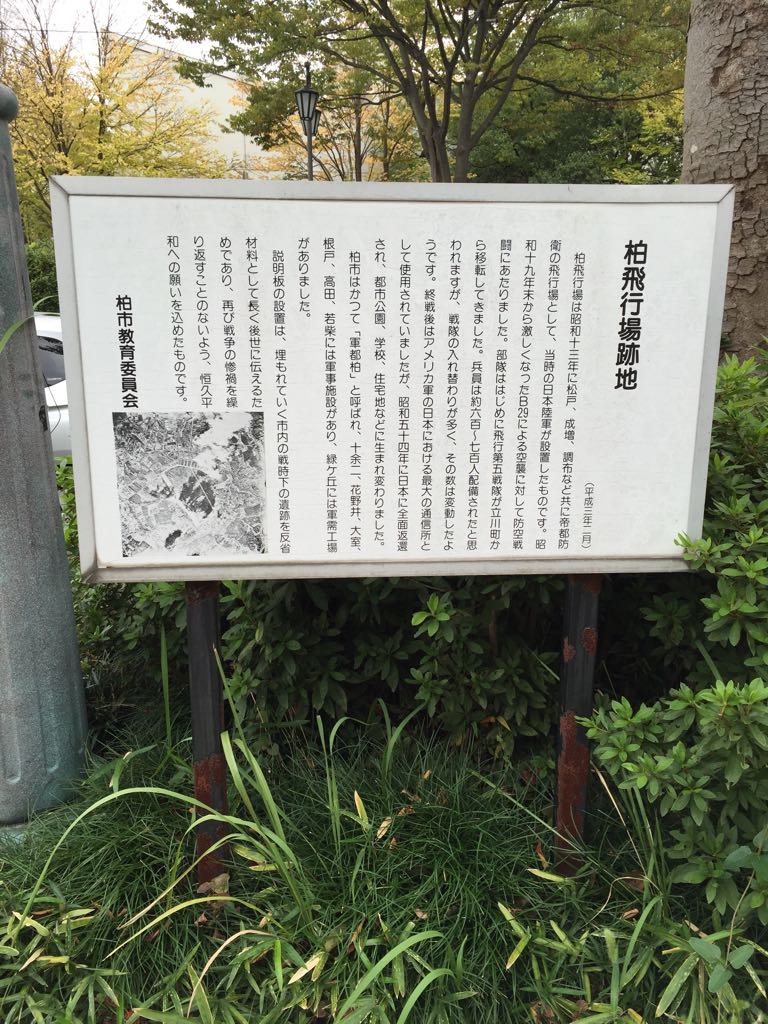 柏飛行場跡地
（平成三年二月）
柏飛行場は昭和十三年に松戸、成増、調布など共に帝都防
衛の飛行場として、当時の日本陸軍が設置したものです。昭
和十九年末から激しくなったB29による空襲に対して防空戦
闘にあたりました。部隊ははじめに飛行第五戦隊が立川町か
ら移転してきました。兵員は約六百〜七百人配備されたと思
われますが、戦隊の入れ替わりが多く、その数は変動したよ
うです。終戦後はアメリカ軍の日本における最大の通信所と
して使用されていましたが、昭和五十四年に日本に全面返還
され、都市公園、学校、住宅地などに生まれ変わりました。
柏市はかつて「軍都柏」と呼ばれ、十余二、花野井、大室、
根戸、高田、若柴には軍事施設があり、緑ケ丘には軍需工場
がありました。
説明板の設置は、埋もれていく市内の戦時下の遺跡を反省
材料として長く後世に伝えるた
めであり、再び戦争の惨禍を繰
り返すことのないよう、恒久平
和への願いを込めたものです。
柏市教育委員会